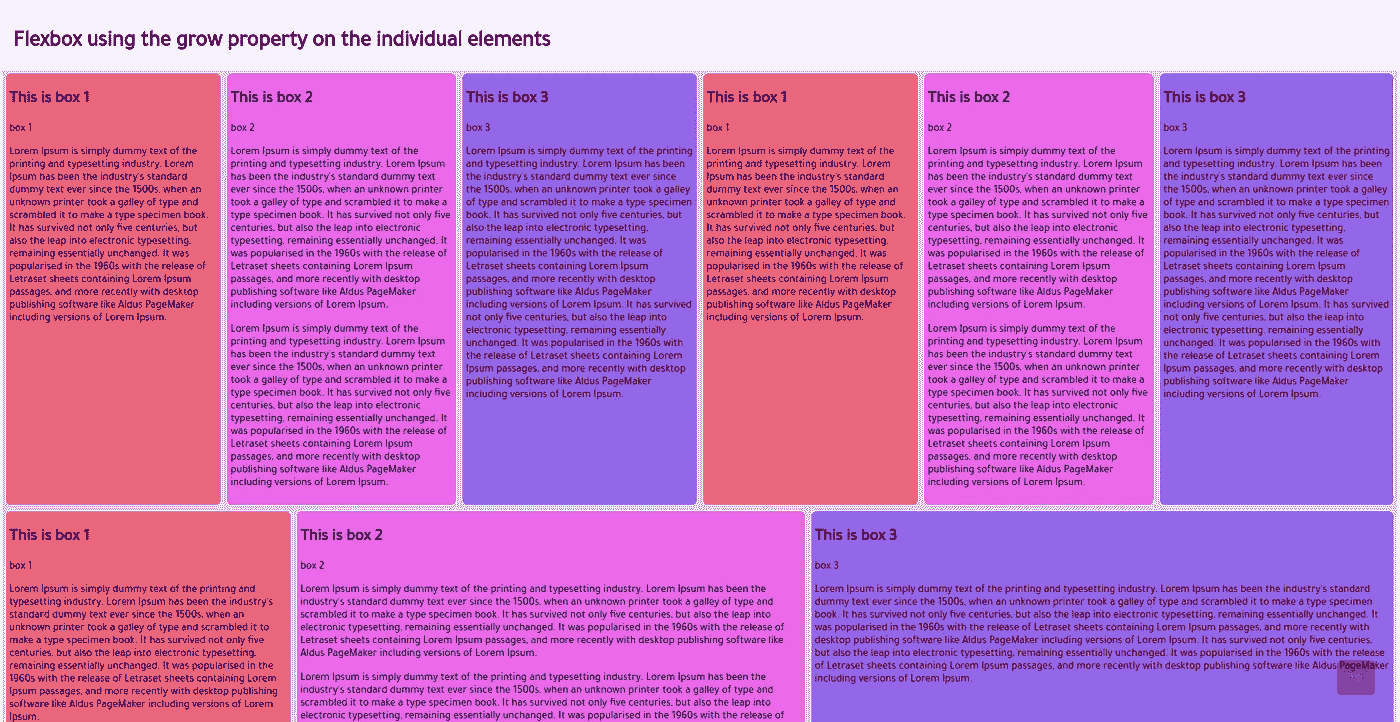 Flexbox using the grow property on the individual elements
This is box 1
box 1
Lorem Ipsum is simply dummy text of the
printing and typesetting industry. Lorem
Ipsum has been the industry's standard
dummy text ever since the 1500s, when an
unknown printer took a galley of type and
scrambled it to make a type specimen book.
It has survived not only five centuries, but
also the leap into electronic typesetting,
remaining essentially unchanged. It was
popularised in the 1960s with the release of
Letraset sheets containing Lorem Ipsum
passages, and more recently with desktop
publishing software like Aldus PageMaker
including versions of Lorem Ipsum.
This is box 2
box 2
Lorem Ipsum is simply dummy text of the
printing and typesetting industry. Lorem Ipsum
has been the industry's standard dummy text
ever since the 1500s, when an unknown printer
took a galley of type and scrambled it to make a
type specimen book. It has survived not only five
centuries, but also the leap into electronic
typesetting, remaining essentially unchanged. It
was popularised in the 1960s with the release of
Letraset sheets containing Lorem Ipsum
passages, and more recently with desktop
publishing software like Aldus PageMaker
including versions of Lorem Ipsum.
Lorem Ipsum is simply dummy text of the
printing and typesetting industry. Lorem Ipsum
has been the industry's standard dummy text
ever since the 1500s, when an unknown printer
took a galley of type and scrambled it to make a
type specimen book. It has survived not only five
centuries, but also the leap into electronic
typesetting, remaining essentially unchanged. It
was popularised in the 1960s with the release of
Letraset sheets containing Lorem Ipsum
passages, and more recently with desktop
publishing software like Aldus PageMaker
including versions of Lorem Ipsum.
This is box 3
box 3
Lorem Ipsum is simply dummy text of the printing
and typesetting industry. Lorem Ipsum has been
the industry's standard dummy text ever since
the 1500s, when an unknown printer took a galley
of type and scrambled it to make a type specimen
book. It has survived not only five centuries, but
also the leap into electronic typesetting,
remaining essentially unchanged. It was
popularised in the 1960s with the release of
Letraset sheets containing Lorem Ipsum
passages, and more recently with desktop
publishing software like Aldus PageMaker
including versions of Lorem Ipsum. It has survived
not only five centuries, but also the leap into
electronic typesetting, remaining essentially
unchanged. It was popularised in the 1960s with
the release of Letraset sheets containing Lorem
Ipsum passages, and more recently with desktop
publishing software like Aldus PageMaker
including versions of Lorem Ipsum.
This is box 1
box 1
Lorem Ipsum is simply dummy text of the
printing and typesetting industry. Lorem
Ipsum has been the industry's standard
dummy text ever since the 1500s, when an
unknown printer took a galley of type and
scrambled it to make a type specimen book.
It has survived not only five centuries, but
also the leap into electronic typesetting,
remaining essentially unchanged. It was
popularised in the 1960s with the release of
Letraset sheets containing Lorem Ipsum
passages, and more recently with desktop
publishing software like Aldus PageMaker
including versions of Lorem Ipsum.
This is box 2
box 2
Lorem Ipsum is simply dummy text of the
printing and typesetting industry. Lorem Ipsum
has been the industry's standard dummy text
ever since the 1500s, when an unknown printer
took a galley of type and scrambled it to make a
type specimen book. It has survived not only five
centuries, but also the leap into electronic
typesetting, remaining essentially unchanged. It
was popularised in the 1960s with the release of
Letraset sheets containing Lorem Ipsum
passages, and more recently with desktop
publishing software like Aldus PageMaker
including versions of Lorem Ipsum.
Lorem Ipsum is simply dummy text of the
printing and typesetting industry. Lorem Ipsum
has been the industry's standard dummy text
ever since the 1500s, when an unknown printer
took a galley of type and scrambled it to make a
type specimen book. It has survived not only five
centuries, but also the leap into electronic
typesetting, remaining essentially unchanged. It
was popularised in the 1960s with the release of
Letraset sheets containing Lorem Ipsum
passages, and more recently with desktop
publishing software like Aldus PageMaker
including versions of Lorem Ipsum.
This is box 3
box 3
Lorem Ipsum is simply dummy text of the printing
and typesetting industry. Lorem Ipsum has been
the industry's standard dummy text ever since
the 1500s, when an unknown printer took a galley
of type and scrambled it to make a type specimen
book. It has survived not only five centuries, but
also the leap into electronic typesetting,
remaining essentially unchanged. It was
popularised in the 1960s with the release of
Letraset sheets containing Lorem Ipsum
passages, and more recently with desktop
publishing software like Aldus PageMaker
including versions of Lorem Ipsum. It has survived
not only five centuries, but also the leap into
electronic typesetting, remaining essentially
unchanged. It was popularised in the 1960s with
the release of Letraset sheets containing Lorem
Ipsum passages, and more recently with desktop
publishing software like Aldus PageMaker
including versions of Lorem Ipsum.
This is box 1
box 1
Lorem Ipsum is simply dummy text of the printing and
typesetting industry. Lorem Ipsum has been the industry's
standard dummy text ever since the 1500s, when an
unknown printer took a galley of type and scrambled it to
make a type specimen book. It has survived not only five
centuries, but also the leap into electronic typesetting,
remaining essentially unchanged. It was popularised in the
1960s with the release of Letraset sheets containing Lorem
Ipsum passages, and more recently with desktop publishing
software like Aldus PageMaker including versions of Lorem
Ipsum.
This is box 2
box 2
Lorem Ipsum is simply dummy text of the printing and typesetting industry. Lorem Ipsum has been the
industry's standard dummy text ever since the 1500s, when an unknown printer took a galley of type and
scrambled it to make a type specimen book. It has survived not only five centuries, but also the leap into
electronic typesetting, remaining essentially unchanged. It was popularised in the 1960s with the release of
Letraset sheets containing Lorem Ipsum passages, and more recently with desktop publishing software like
Aldus PageMaker including versions of Lorem Ipsum.
Lorem Ipsum is simply dummy text of the printing and typesetting industry. Lorem Ipsum has been the
industry's standard dummy text ever since the 1500s, when an unknown printer took a galley of type and
scrambled it to make a type specimen book. It has survived not only five centuries, but also the leap into
electronic typesetting, remaining essentially unchanged. It was popularised in the 1960s with the release of
This is box 3
box 3
Lorem Ipsum is simply dummy text of the printing and typesetting industry. Lorem Ipsum has been the industry's standard
dummy text ever since the 1500s, when an unknown printer took a galley of type and scrambled it to make a type specimen
book. It has survived not only five centuries, but also the leap into electronic typesetting, remaining essentially unchanged. It
was popularised in the 1960s with the release of Letraset sheets containing Lorem Ipsum passages, and more recently with
desktop publishing software like Aldus PageMaker including versions of Lorem Ipsum. It has survived not only five centuries,
but also the leap into electronic typesetting, remaining essentially unchanged. It was popularised in the 1960s with the release
of Letraset sheets containing Lorem Ipsum passages, and more recently with desktop publishing software like Aldus PageMaker
including versions of Lorem Ipsum.